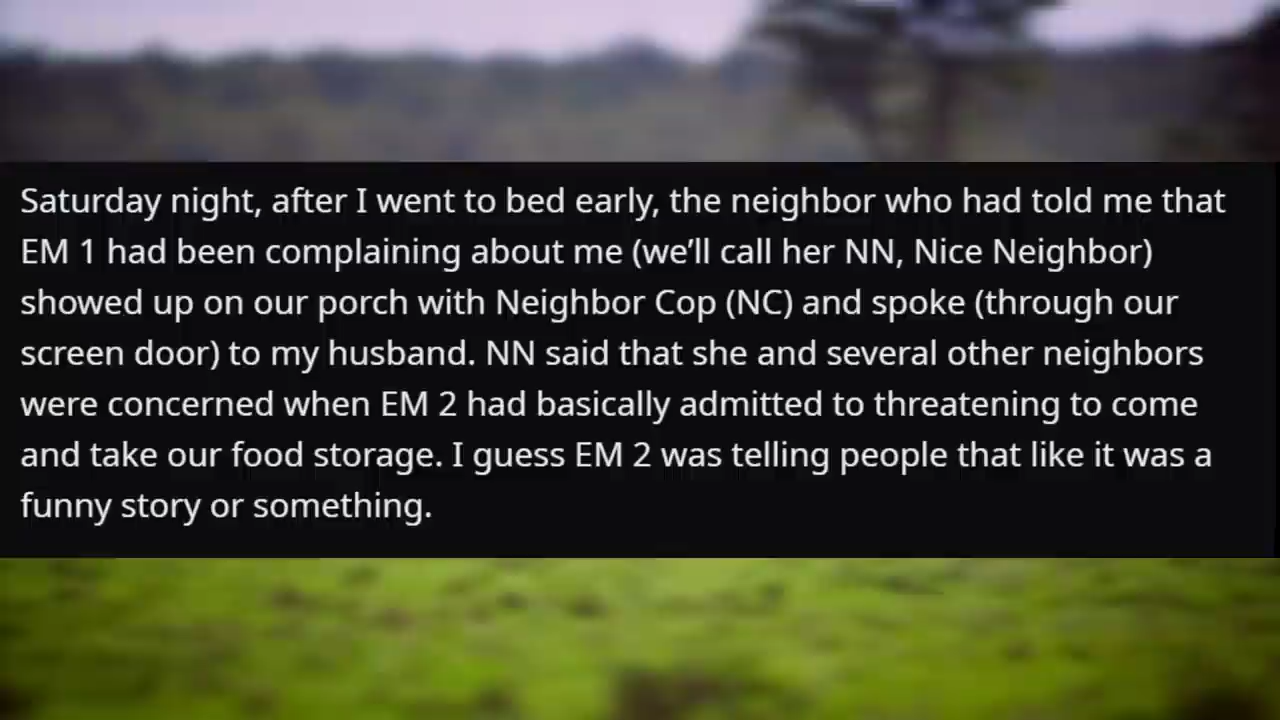 Saturday night, after I went to bed early, the neighbor who had told me that
EM 1 had been complaining about me (we’ll call her NN, Nice Neighbor)
showed up on our porch with Neighbor Cop (NC) and spoke (through our
screen door) to my husband. NN said that she and several other neighbors
were concerned when EM 2 had basically admitted to threatening to come
and take our food storage. I guess EM 2 was telling people that like it was a
funny story or something.